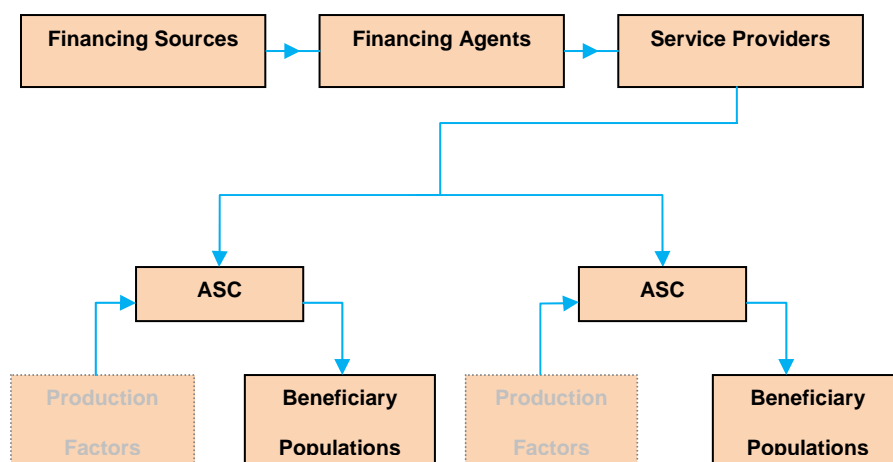 Financing Sources
Financing Agents
Service Providers
ASC
ASC
Production
Factors
Beneficiary
Populations
Production
Factors
Beneficiary
Populations